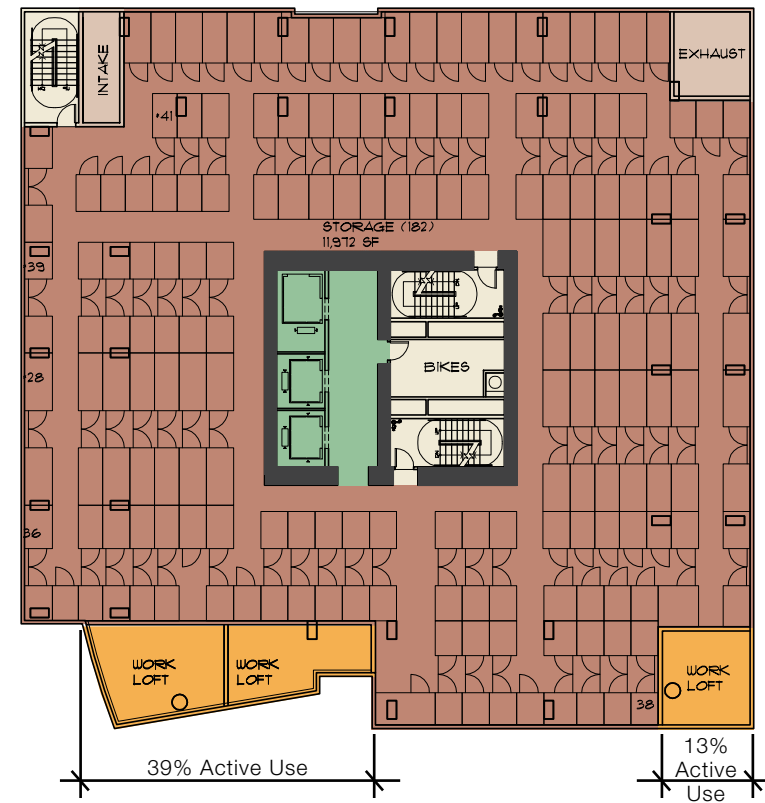 INTAKE
EXHAUST
41
STORAGE (182)
11,972 SF
39
BIKES
28
36
WORK
LOFT
WORK
LOFT
WORK
LOFT
38
39% Active Use
13%
Active
Use